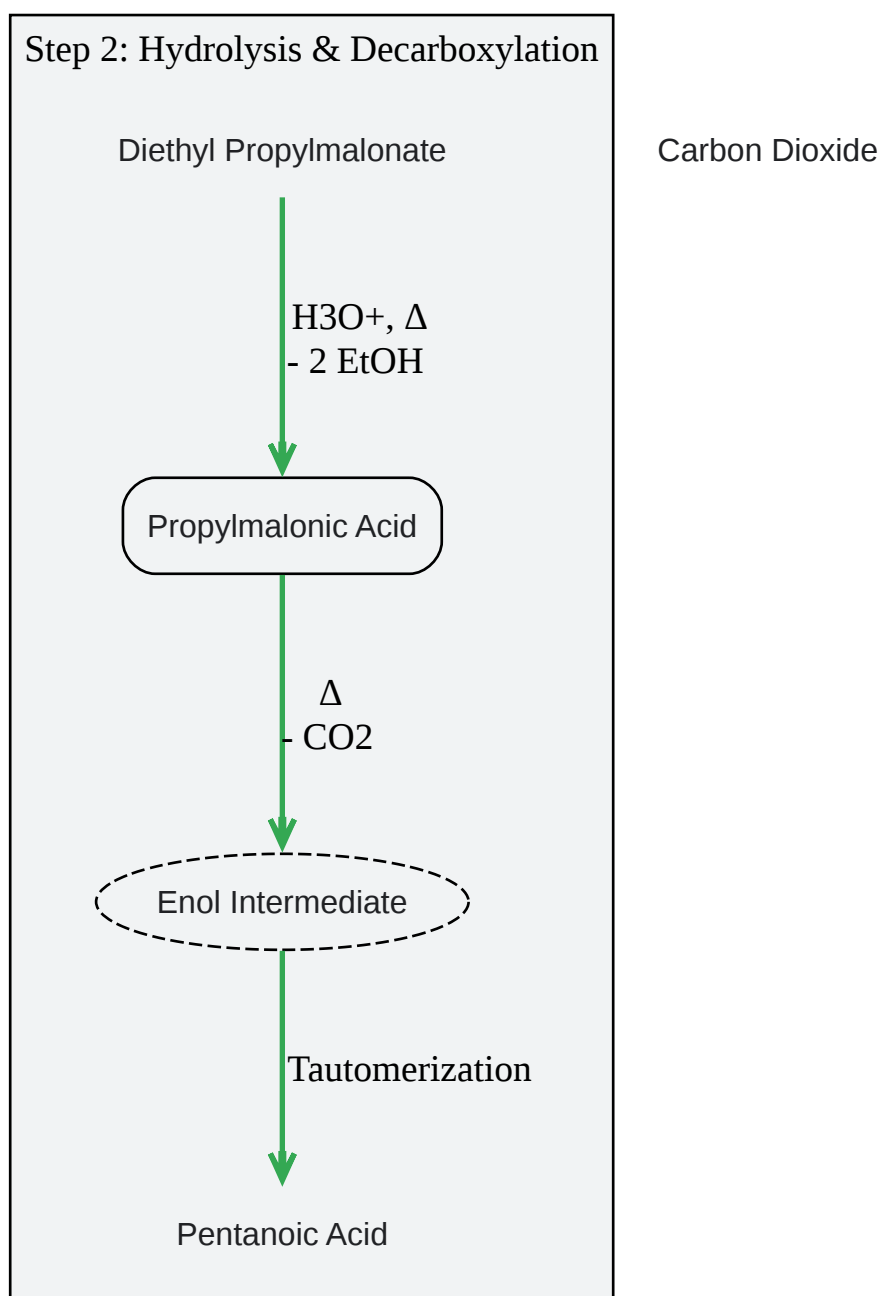 Step 2: Hydrolysis & Decarboxylation
Diethyl Propylmalonate
Carbon Dioxide
H3O+, Δ
- 2 EtOH
Propylmalonic Acid
Δ
- CO2
Enol Intermediate
Tautomerization
Pentanoic Acid